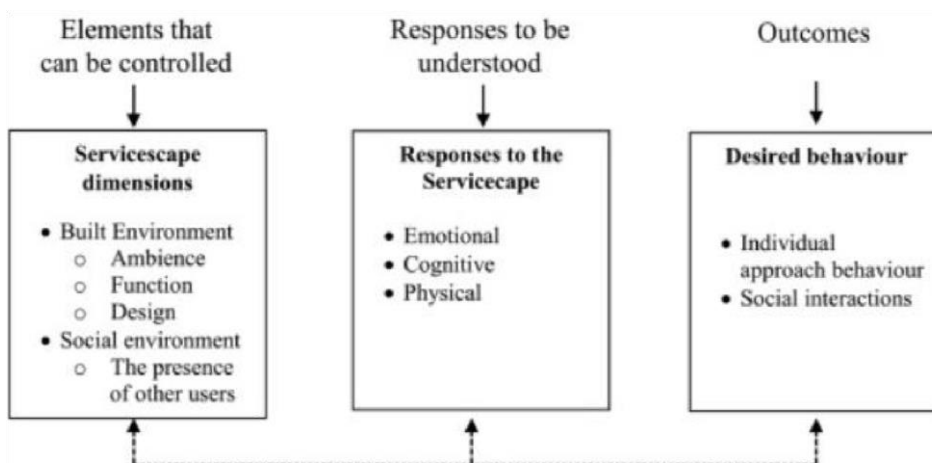 Elements that
can be controlled
Servicescape
dimensions
• Built Environment
○ Ambience
○ Function
○ Design
• Social environment
○ The presence
of other users
Responses to be
understood
Responses to the
Servicecape
• Emotional
• Cognitive
• Physical
Outcomes
Desired behaviour
• Individual
approach behaviour
• Social interactions